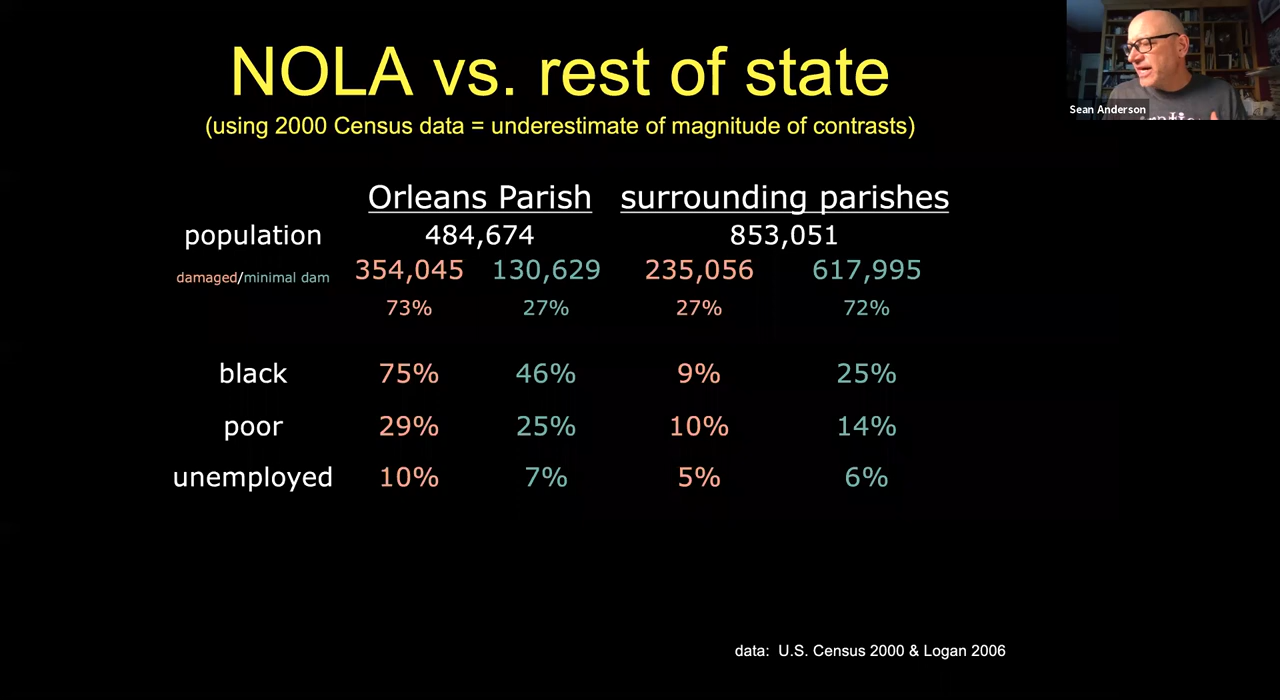 NOLA vs. rest of state
(using 2000 Census data = underestimate of magnitude of contrasts)
Sean Anderson
Orleans Parish surrounding parishes
population 484,674 853,051
damaged/minimal dam 354,045 130,629 235,056 617,995
73% 27% 27% 72%
black 75% 46% 9% 25%
poor 29% 25% 10% 14%
unemployed 10% 7% 5% 6%
data: U.S. Census 2000 & Logan 2006